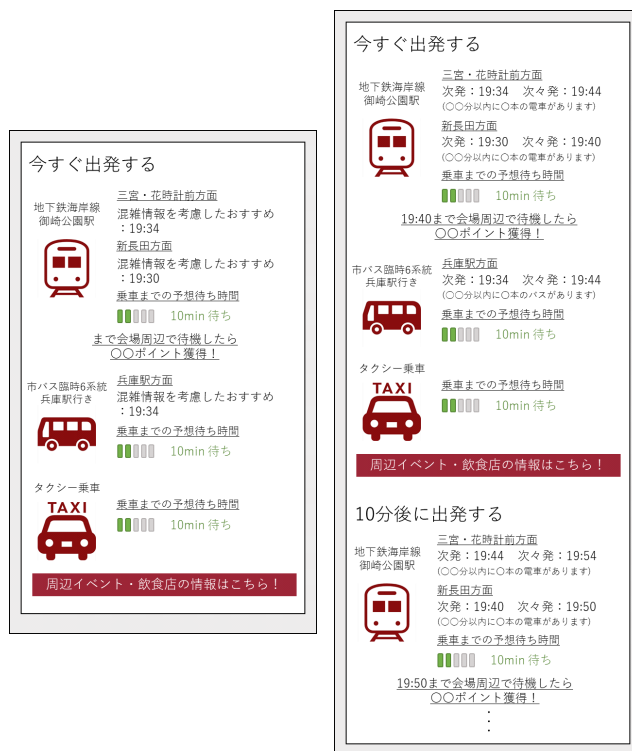 今すぐ出発する
地下鉄海岸線
御崎公園駅
三宮・花時計前方面
混雑情報を考慮したおすすめ
：19:34
新長田方面
混雑情報を考慮したおすすめ
：19:30
乗車までの予想待ち時間
10min 待ち
まで会場周辺で待機したら
〇〇ポイント獲得！
市バス臨時6系統
兵庫駅行き
兵庫駅方面
混雑情報を考慮したおすすめ
：19:34
乗車までの予想待ち時間
10min 待ち
タクシー乗車
TAXI
乗車までの予想待ち時間
10min 待ち
周辺イベント・飲食店の情報はこちら！
今すぐ出発する
地下鉄海岸線
御崎公園駅
三宮・花時計前方面
次発：19:34 次々発：19:44
(〇〇分以内に〇本の電車があります)
新長田方面
次発：19:30 次々発：19:40
(〇〇分以内に〇本の電車があります)
乗車までの予想待ち時間
10min 待ち
19:40まで会場周辺で待機したら
〇〇ポイント獲得！
市バス臨時6系統
兵庫駅行き
兵庫駅方面
次発：19:34 次々発：19:44
(〇〇分以内に〇本のバスがあります)
乗車までの予想待ち時間
10min 待ち
タクシー乗車
TAXI
乗車までの予想待ち時間
10min 待ち
周辺イベント・飲食店の情報はこちら！
10分後に出発する
地下鉄海岸線
御崎公園駅
三宮・花時計前方面
次発：19:44 次々発：19:54
(〇〇分以内に〇本の電車があります)
新長田方面
次発：19:40 次々発：19:50
(〇〇分以内に〇本の電車があります)
乗車までの予想待ち時間
10min 待ち
19:50まで会場周辺で待機したら
〇〇ポイント獲得！